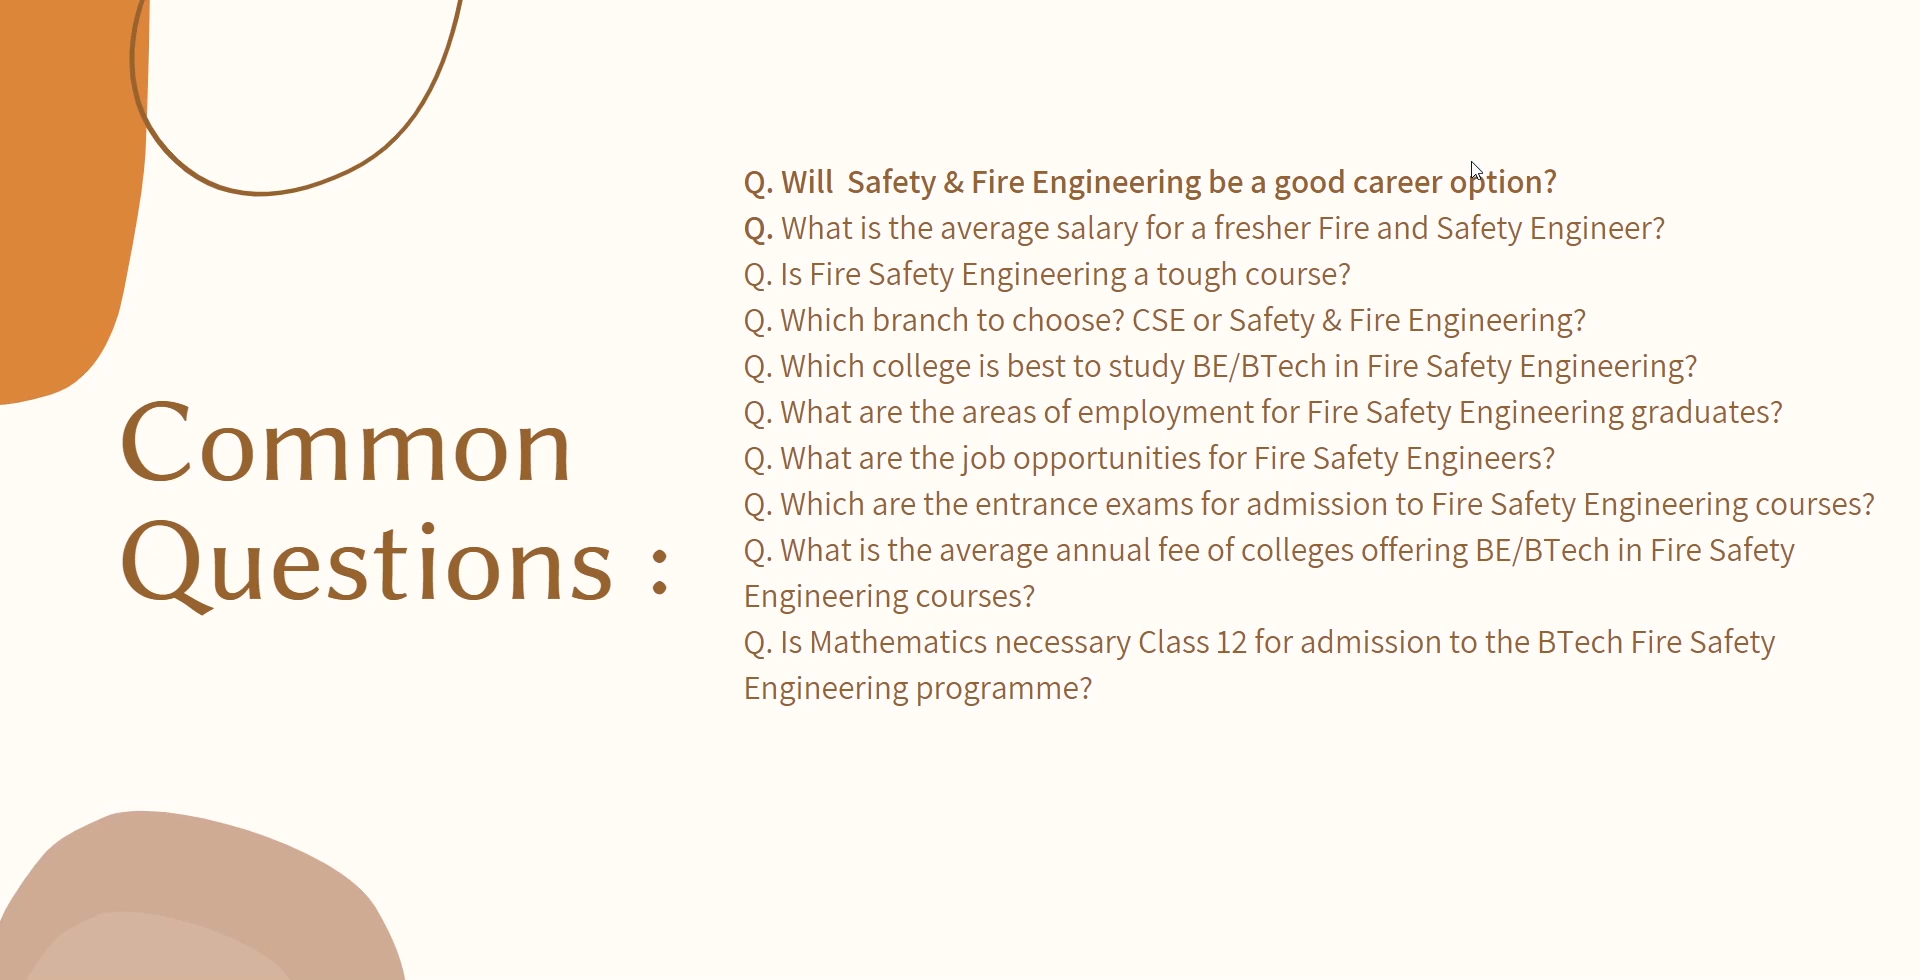 Common
Questions :
Q. Will  Safety & Fire Engineering be a good career option?
Q. What is the average salary for a fresher Fire and Safety Engineer?
Q. Is Fire Safety Engineering a tough course?
Q. Which branch to choose? CSE or Safety & Fire Engineering?
Q. Which college is best to study BE/BTech in Fire Safety Engineering?
Q. What are the areas of employment for Fire Safety Engineering graduates?
Q. What are the job opportunities for Fire Safety Engineers?
Q. Which are the entrance exams for admission to Fire Safety Engineering courses?
Q. What is the average annual fee of colleges offering BE/BTech in Fire Safety
Engineering courses?
Q. Is Mathematics necessary Class 12 for admission to the BTech Fire Safety
Engineering programme?